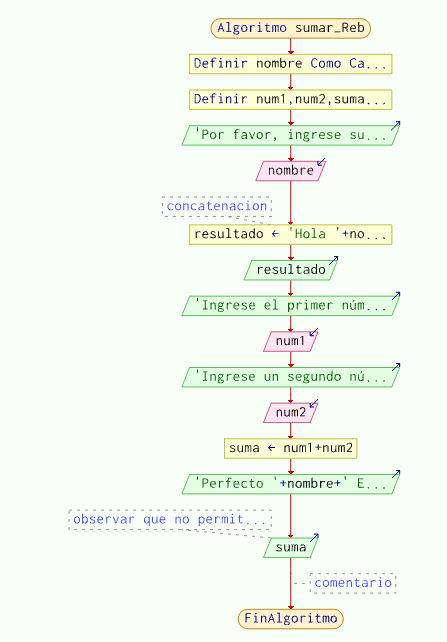 Algoritmo sumar_Reb
Definir nombre Como Ca...
Definir num1,num2,suma...
'Por favor, ingrese su...
nombre
concatenacion
resultado ← 'Hola '+no...
resultado
'Ingrese el primer núm...
num1
'Ingrese un segundo nú...
num2
suma ← num1+num2
'Perfecto '+nombre+' E...
observar que no permit...
suma
comentario
FinAlgoritmo